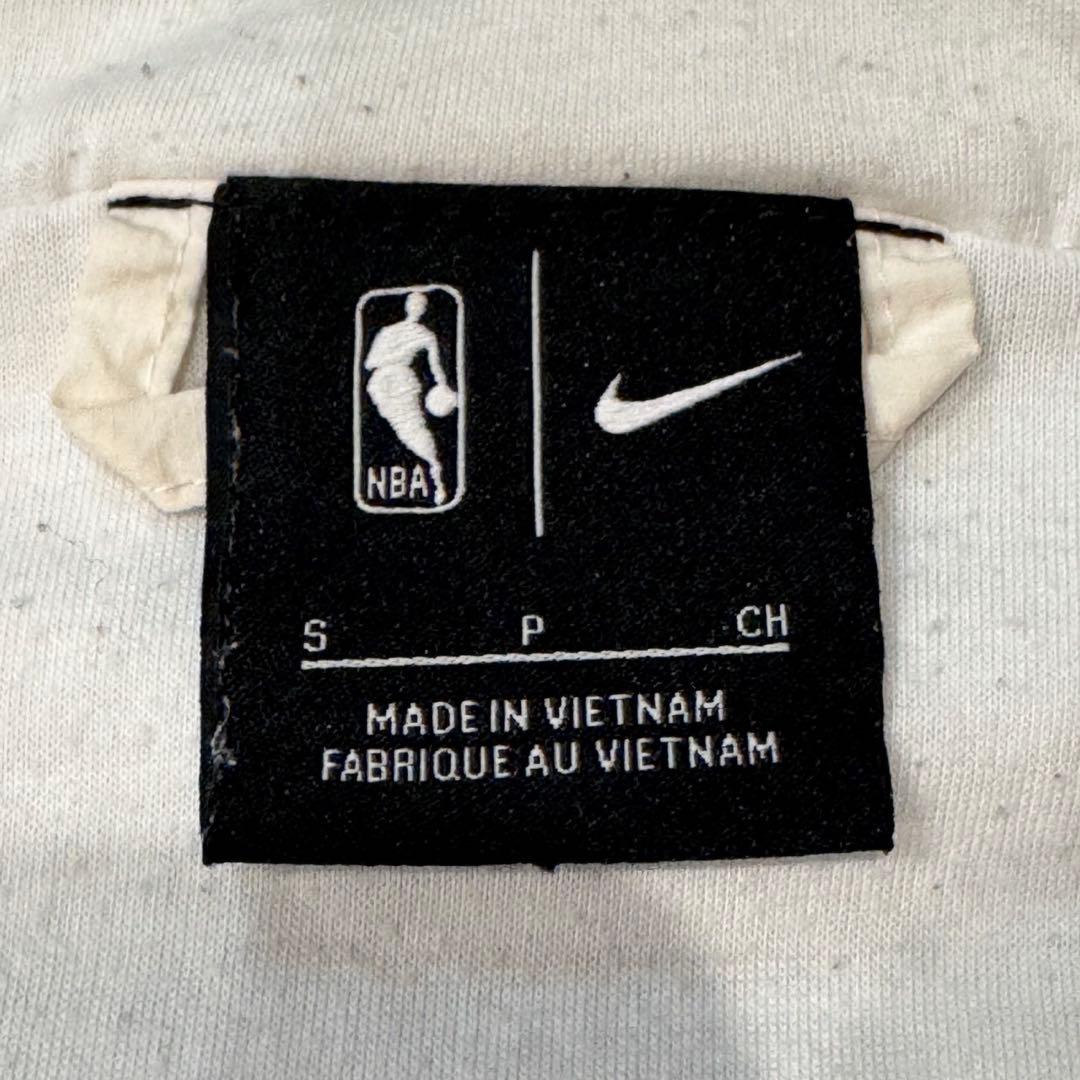 NBA
S P CH
MADE IN VIETNAM
FABRIQUE AU VIETNAM